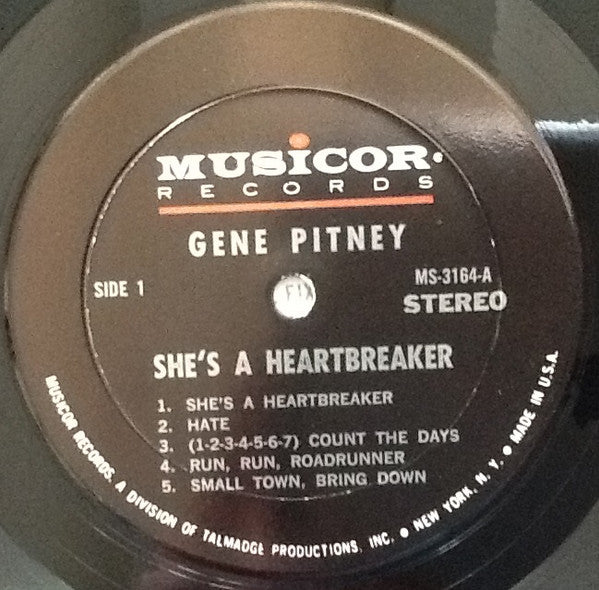 MUSICOR
RECORDS
GENE PITNEY
SIDE 1
MS-3164-A
STEREO
SHE'S A HEARTBREAKER
1. SHE'S A HEARTBREAKER
2. HATE
3. (1-2-3-4-5-6-7) COUNT THE DAYS
4. RUN, RUN, ROADRUNNER
5. SMALL TOWN, BRING DOWN
MUSICOR RECORDS, A DIVISION OF TALMADGE PRODUCTIONS, INC. ● NEW YORK, N. Y. ● MADE IN U.S.A.